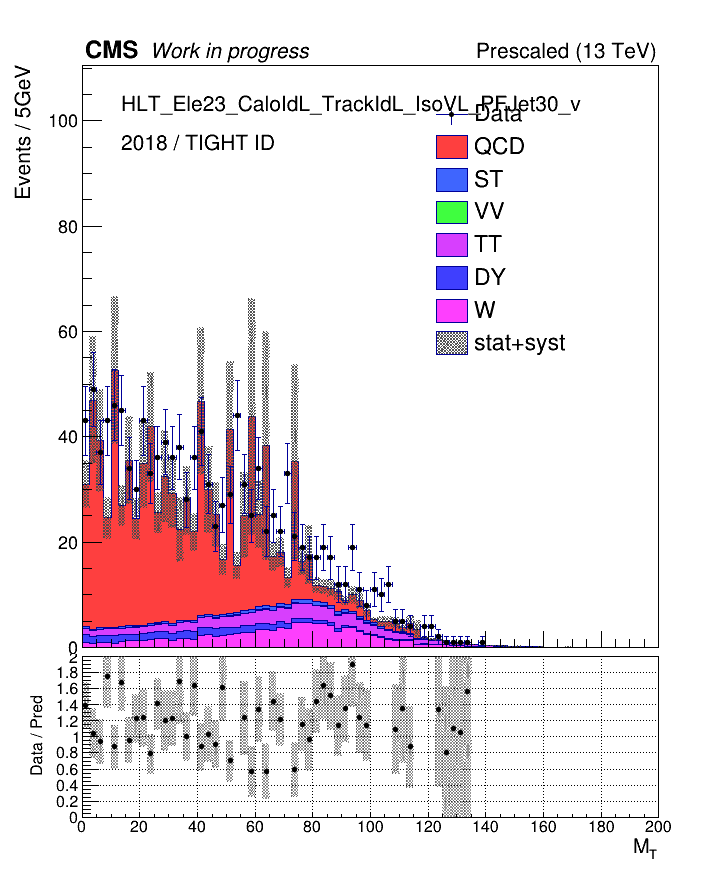 CMS Work in progress Prescaled (13 TeV)
Events / 5GeV
HLT_Ele23_CaloIdL_TrackIdL_IsoVL_PFJet30_v
Data
2018 / TIGHT ID
QCD
ST
VV
TT
DY
W
stat+syst
100
80
60
40
20
0
Data / Pred
2
1.8
1.6
1.4
1.2
1
0.8
0.6
0.4
0.2
0
0 20 40 60 80 100 120 140 160 180 200
M_T